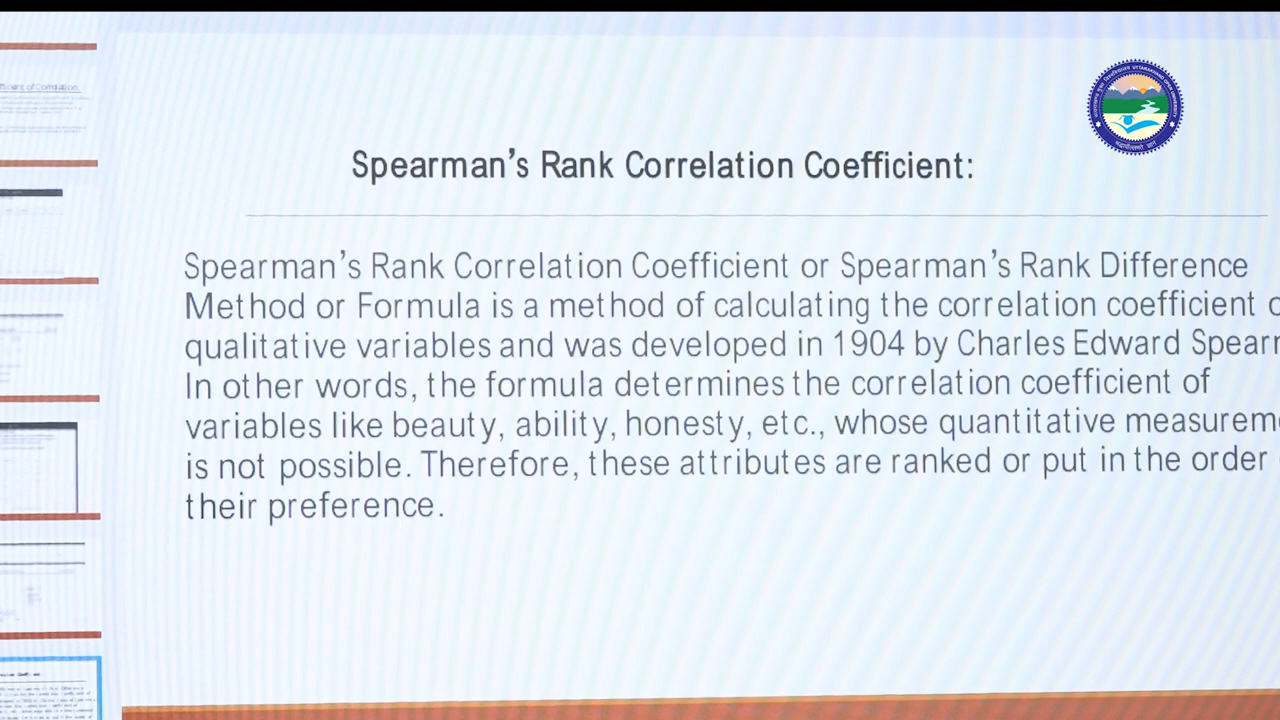 Spearman’s Rank Correlation Coefficient:
Spearman’s Rank Correlation Coefficient or Spearman’s Rank Difference
Method or Formula is a method of calculating the correlation coefficient
qualitative variables and was developed in 1904 by Charles Edward
In other words, the formula determines the correlation coefficient of
variables like beauty, ability, honesty, etc., whose quantitative
is not possible. Therefore, these attributes are ranked or put in the order
their preference.